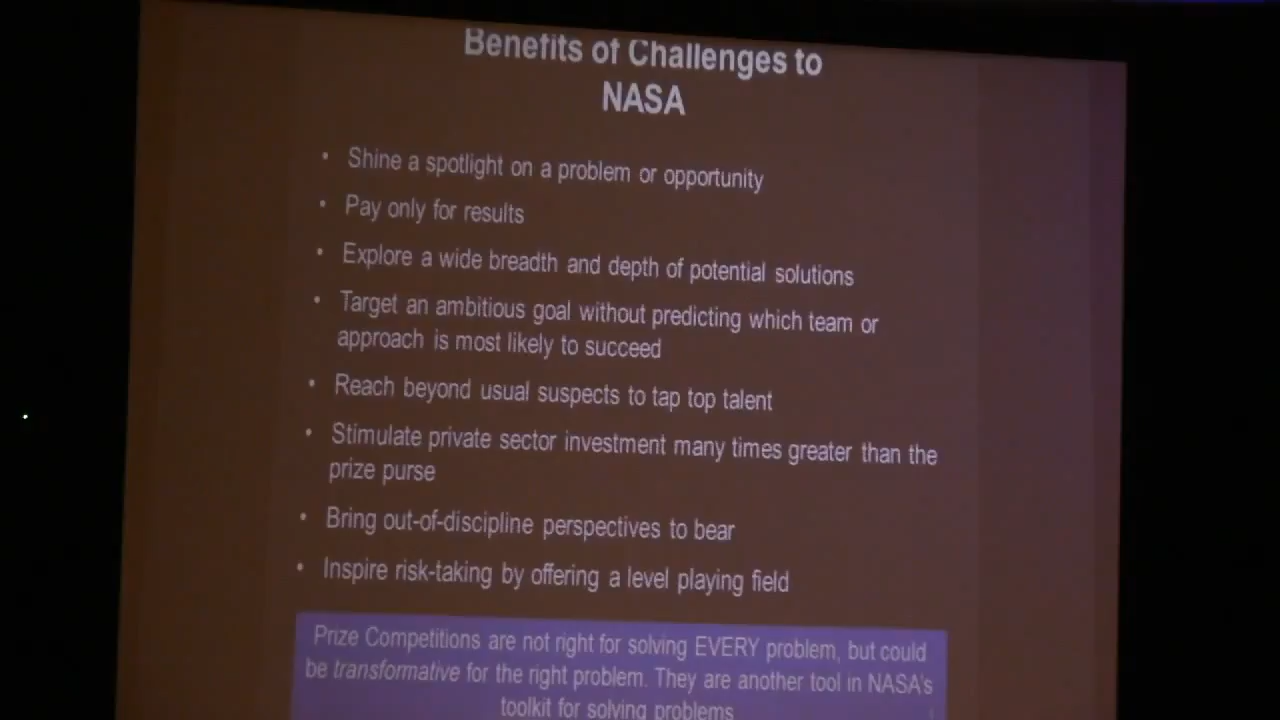 Benefits of Challenges to
NASA
• Shine a spotlight on a problem or opportunity
• Pay only for results
• Explore a wide breadth and depth of potential solutions
• Target an ambitious goal without predicting which team or
approach is most likely to succeed
• Reach beyond usual suspects to tap top talent
• Stimulate private sector investment many times greater than the
prize purse
• Bring out-of-discipline perspectives to bear
• Inspire risk-taking by offering a level playing field
Prize Competitions are not right for solving EVERY problem, but could
be transformative for the right problem. They are another tool in NASA's
toolkit for solving problems